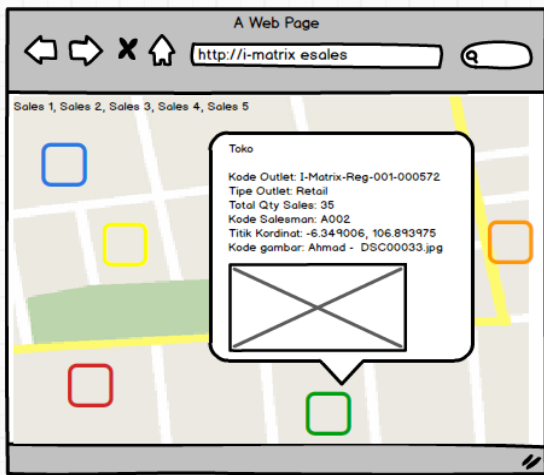 A Web Page
http://i-matrix esales
Sales 1, Sales 2, Sales 3, Sales 4, Sales 5
Toko
Kode Outlet: I-Matrix-Reg-001-000572
Tipe Outlet: Retail
Total Qty Sales: 35
Kode Salesman: A002
Titik Kordinat: -6.349006, 106.893975
Kode gambar: Ahmad - DSC00033.jpg